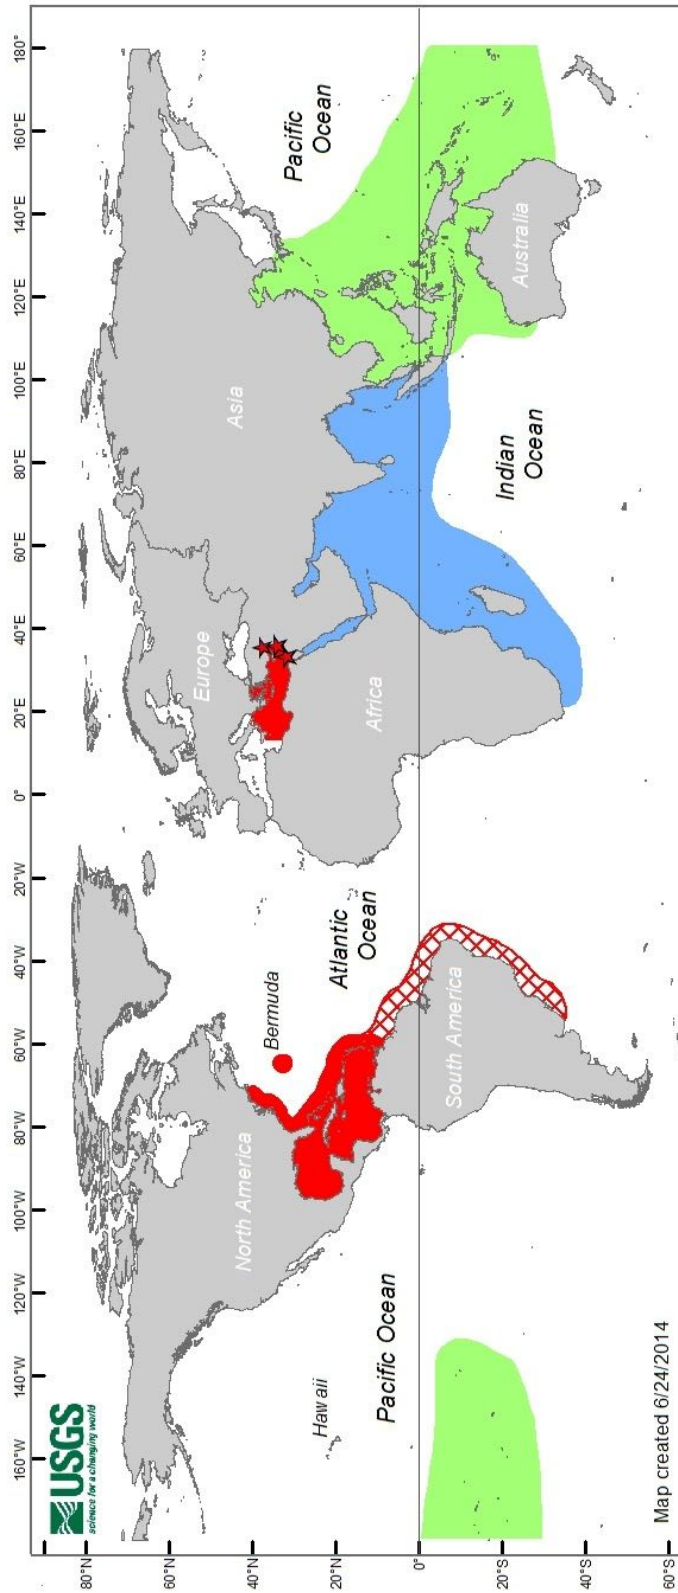 USGS
science for a changing world
160°W
140°W
120°W
100°W
80°W
60°W
40°W
20°W
0°
20°E
40°E
60°E
80°E
100°E
120°E
140°E
160°E
180°
80°N
60°N
40°N
20°N
0°
20°S
40°S
60°S
North America
Europe
Asia
Bermuda
Atlantic
Ocean
Pacific
Ocean
Hawaii
Pacific Ocean
Africa
South America
Indian
Ocean
Australia
Map created 6/24/2014